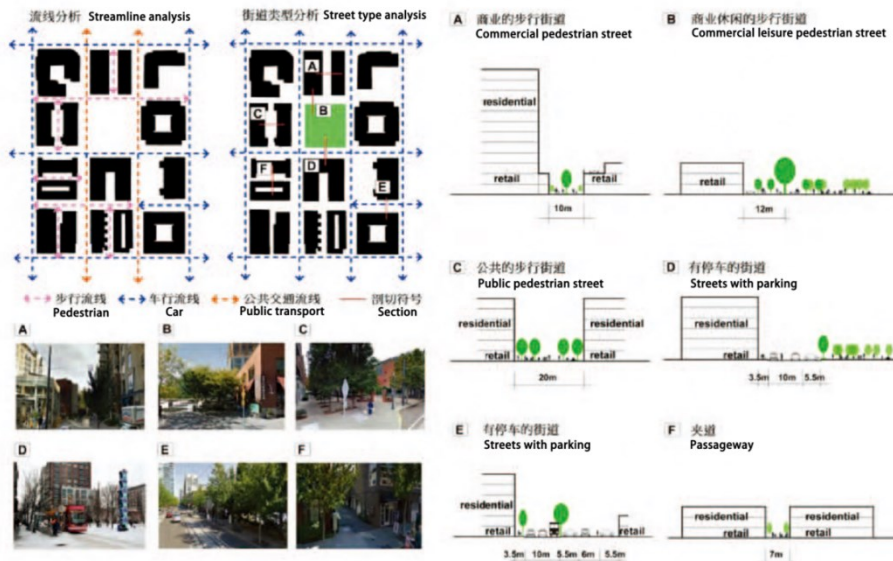 流线分析 Streamline analysis
街道类型分析 Street type analysis
A
B
C
D
E
F
步行流线
Pedestrian
车行流线
Car
公共交通流线
Public transport
剖切符号
Section
A
B
C
D
E
F
A 商业的步行街道
Commercial pedestrian street
residential
retail
retail
10m
B 商业休闲的步行街道
Commercial leisure pedestrian street
retail
12m
C 公共的步行街道
Public pedestrian street
residential
residential
retail
retail
20m
D 有停车的街道
Streets with parking
residential
retail
3.5m 10m 5.5m
E 有停车的街道
Streets with parking
residential
retail
retail
3.5m 10m 5.5m 6m 5.5m
F 夹道
Passageway
residential
residential
retail
retail
7m